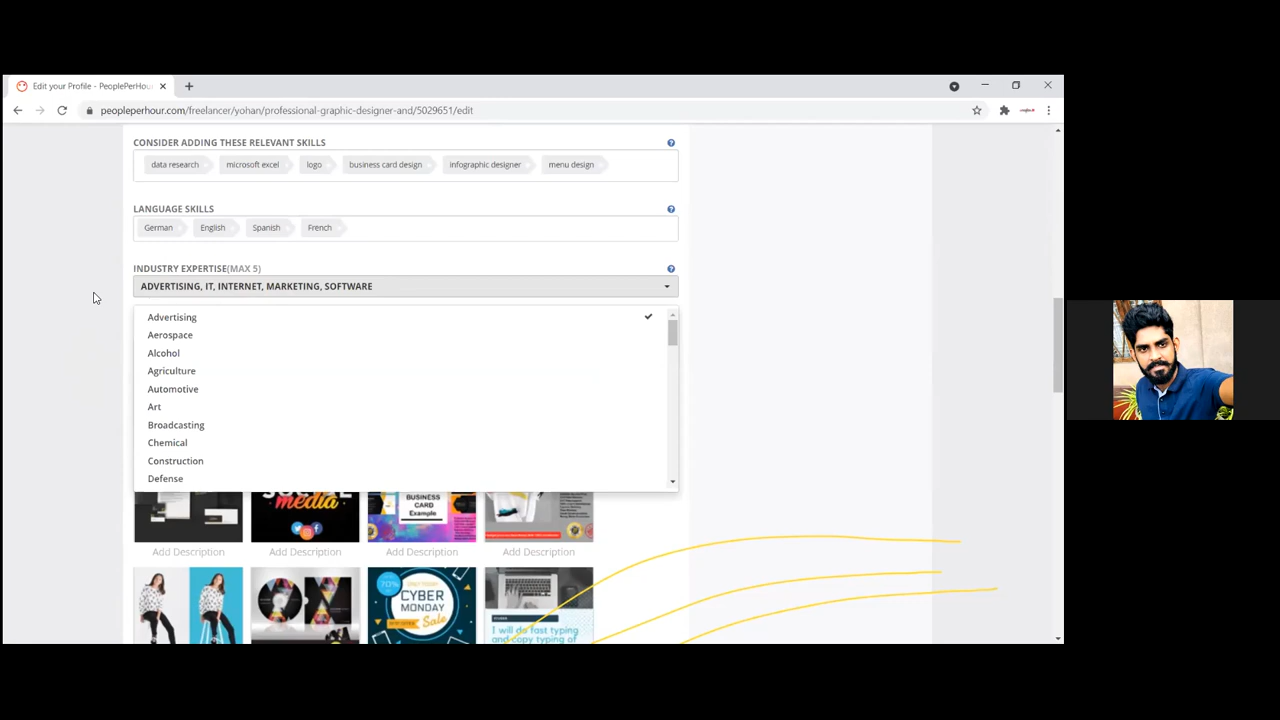 Edit your Profile - PeoplePerHou
peopleperhour.com/freelancer/yohan/professional-graphic-designer-and/5029651/edit
CONSIDER ADDING THESE RELEVANT SKILLS
data research microsoft excel logo business card design infographic designer menu design
LANGUAGE SKILLS
German English Spanish French
INDUSTRY EXPERTISE(MAX 5)
ADVERTISING, IT, INTERNET, MARKETING, SOFTWARE
Advertising
Aerospace
Alcohol
Agriculture
Automotive
Art
Broadcasting
Chemical
Construction
Defense
media
BUSINESS
CARD
Example
Add Description Add Description Add Description Add Description
70%
CYBER
MONDAY
Sale
I will do fast typing
and copy typing of